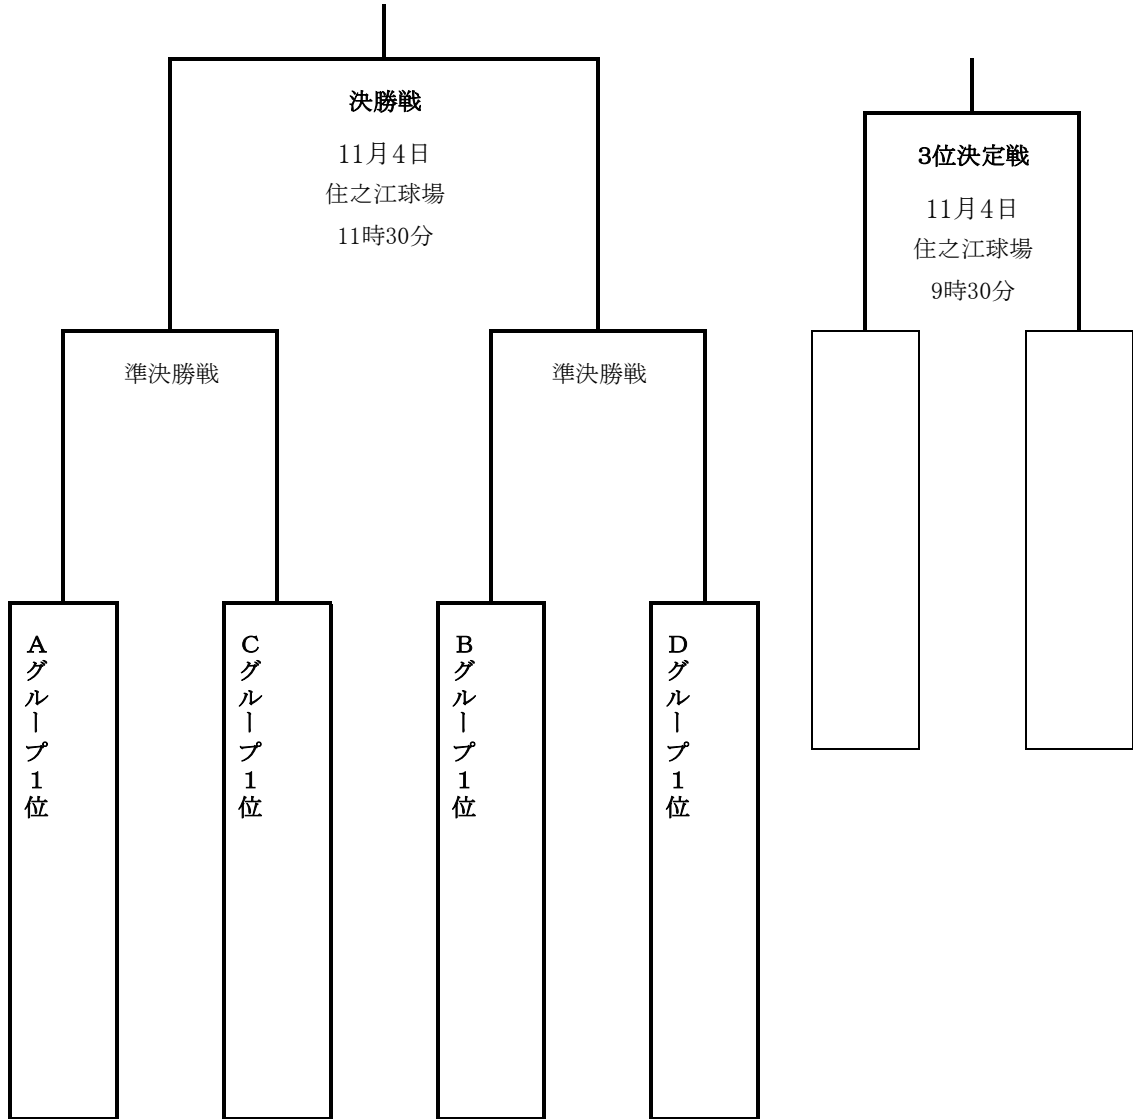 決勝戦
11月4日
住之江球場
11時30分
3位決定戦
11月4日
住之江球場
9時30分
準決勝戦
準決勝戦
Aグループ1位
Cグループ1位
Bグループ1位
Dグループ1位